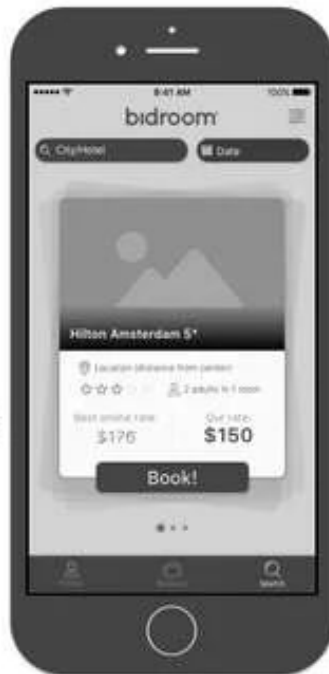 9:41 AM 100%
bidroom
City/Hotel Date
Hilton Amsterdam 5*
Location (distance from center)
2 adults in 1 room
Best online rate: Our rate:
$176 $150
Book!
Search